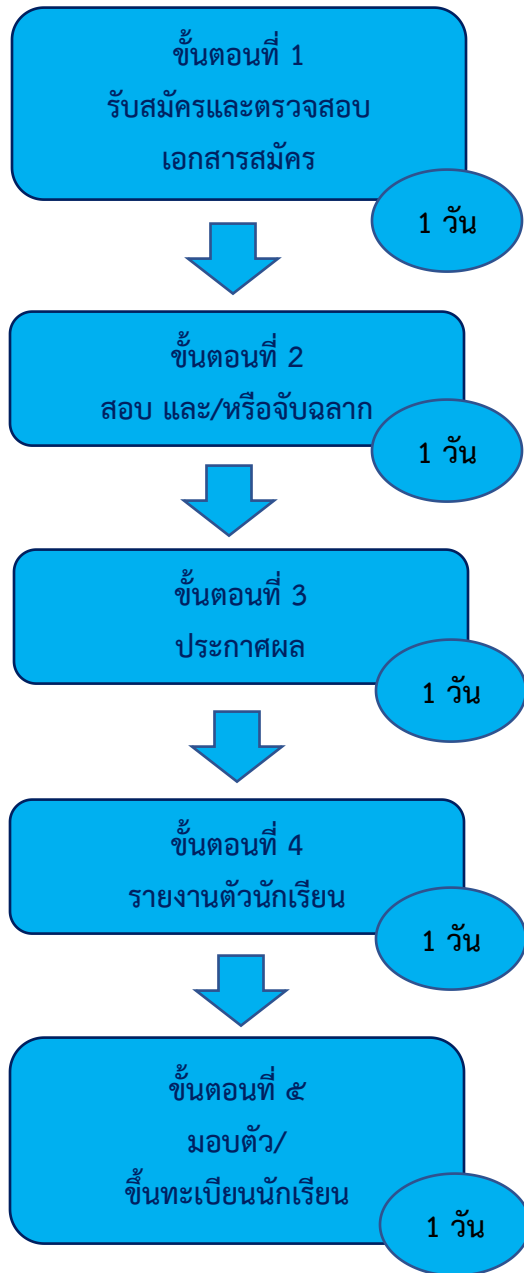 ขั้นตอนที่ 1
รับสมัครและตรวจสอบ
เอกสารสมัคร
1 วัน
ขั้นตอนที่ 2
สอบ และ/หรือจับฉลาก
1 วัน
ขั้นตอนที่ 3
ประกาศผล
1 วัน
ขั้นตอนที่ 4
รายงานตัวนักเรียน
1 วัน
ขั้นตอนที่ ๕
มอบตัว/
ขึ้นทะเบียนนักเรียน
1 วัน